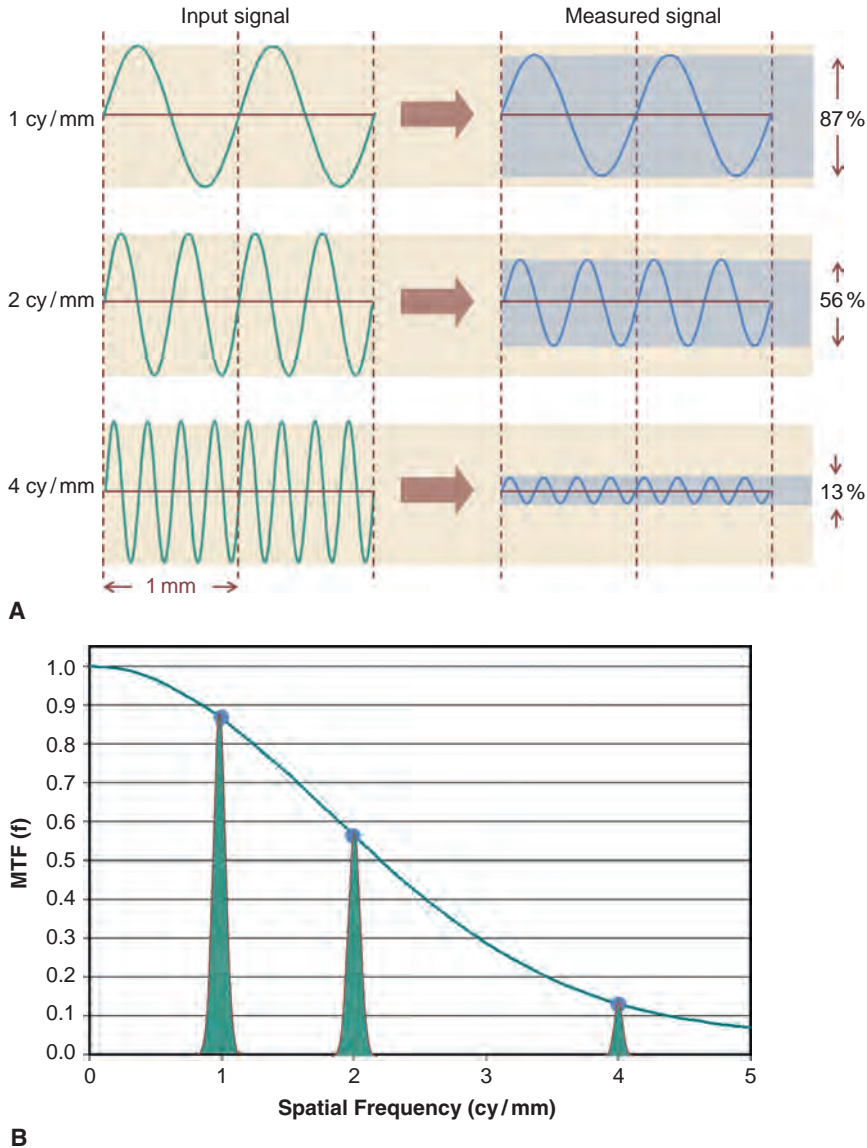 Input signal
Measured signal
1 cy/mm
87%
2 cy/mm
56%
4 cy/mm
13%
1 mm
A
1.0
0.9
0.8
0.7
0.6
0.5
0.4
0.3
0.2
0.1
0.0
MTF (f)
0
1
2
3
4
5
Spatial Frequency (cy/mm)
B